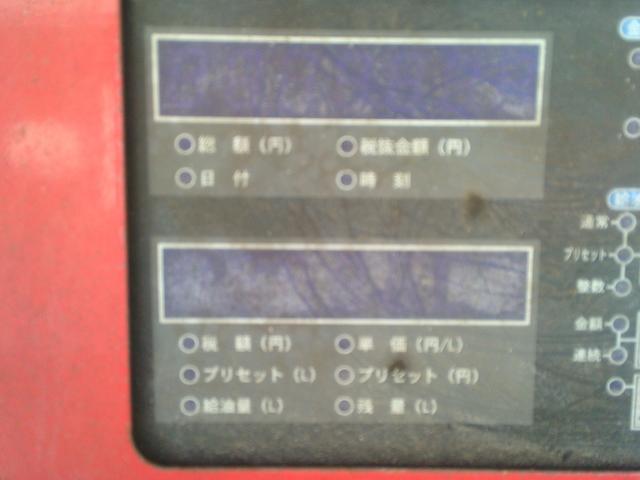 総 額（円） 税抜金額（円）
日 付 時 刻
税 額（円） 単 価（円/L）
プリセット（L） プリセット（円）
給油量（L） 残 量（L）
通常
プリセット
整数
金額
連続